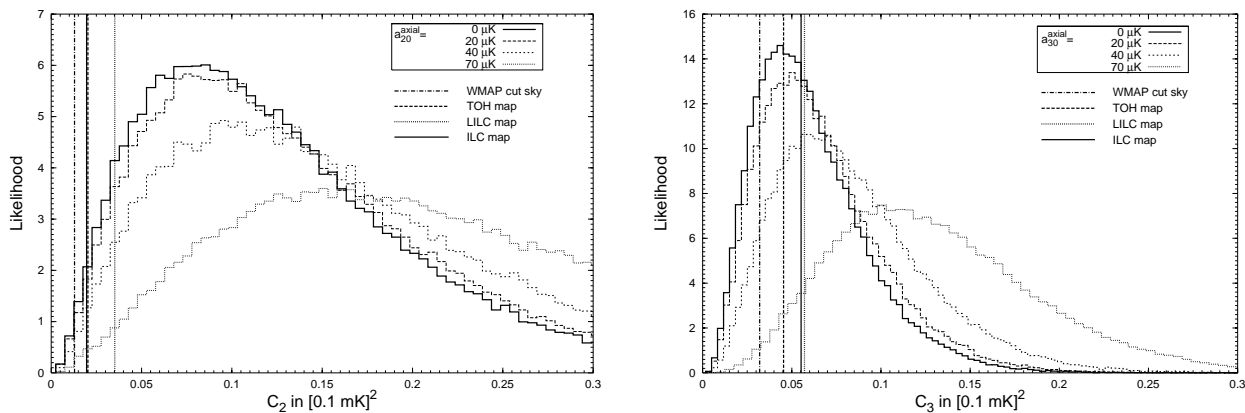 7
6
5
4
3
2
1
0
Likelihood
a20^axial =
0 µK
20 µK
40 µK
70 µK
WMAP cut sky
TOH map
LILC map
ILC map
0
0.05
0.1
0.15
0.2
0.25
0.3
C2 in [0.1 mK]^2
16
14
12
10
8
6
4
2
0
Likelihood
a30^axial =
0 µK
20 µK
40 µK
70 µK
WMAP cut sky
TOH map
LILC map
ILC map
0
0.05
0.1
0.15
0.2
0.25
0.3
C3 in [0.1 mK]^2